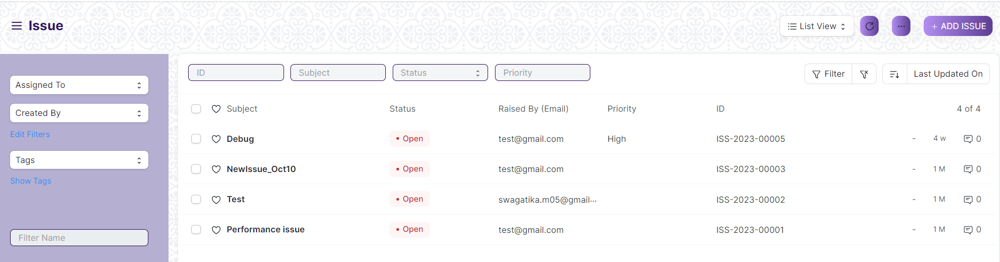 Issue
List View
···
+ ADD ISSUE
Assigned To
Created By
Edit Filters
Tags
Show Tags
Filter Name
ID Subject Status Priority
Filter
Last Updated On
Subject Status Raised By (Email) Priority ID 4 of 4
Debug • Open test@gmail.com High ISS-2023-00005 - 4 w 0
NewIssue_Oct10 • Open test@gmail.com ISS-2023-00003 - 1 M 0
Test • Open swagatika.m05@gmail··· ISS-2023-00002 - 1 M 0
Performance issue • Open test@gmail.com ISS-2023-00001 - 1 M 0